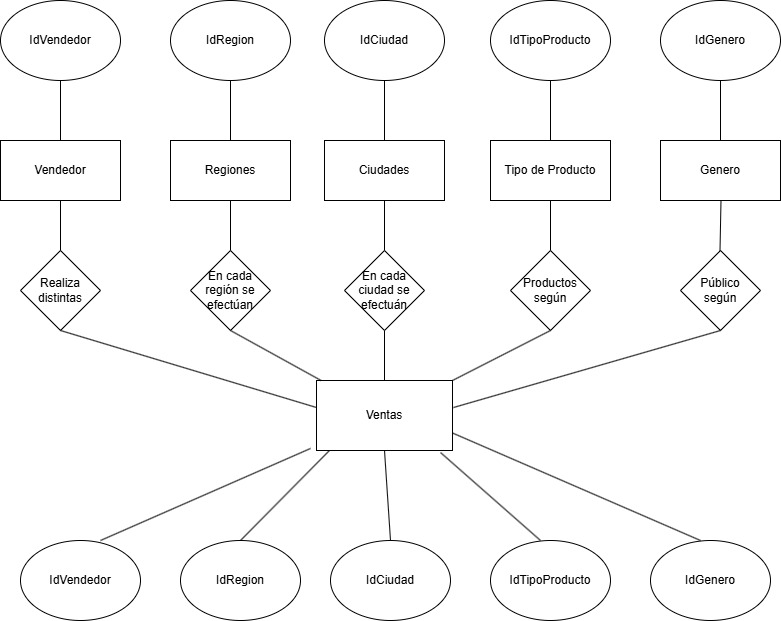 IdVendedor
IdRegion
IdCiudad
IdTipoProducto
IdGenero
Vendedor
Regiones
Ciudades
Tipo de Producto
Genero
Realiza
distintas
En cada
región se
efectúan
En cada
ciudad se
efectuán
Productos
según
Público
según
Ventas
IdVendedor
IdRegion
IdCiudad
IdTipoProducto
IdGenero